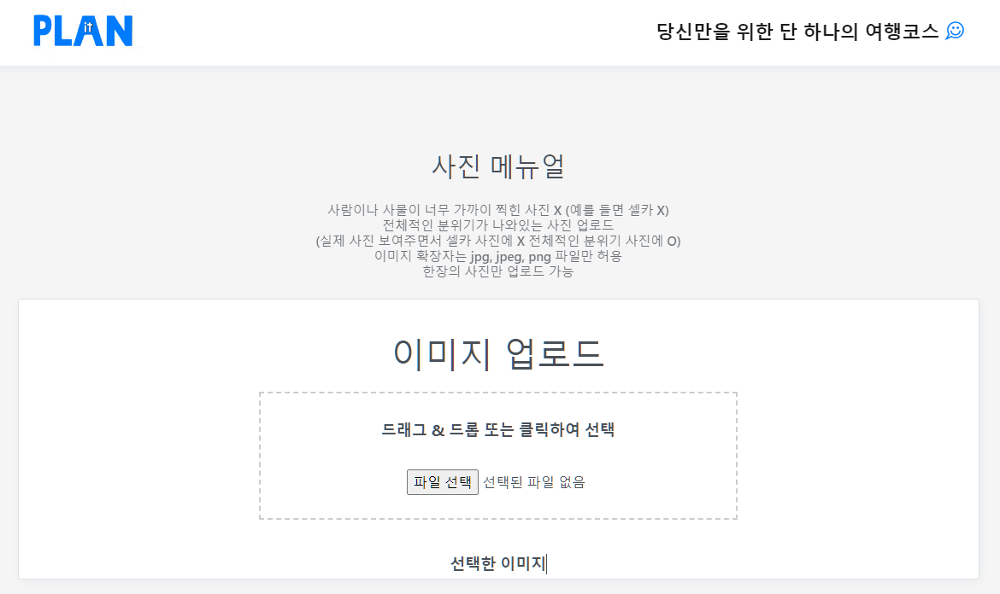 PLAN it
당신만을 위한 단 하나의 여행코스
사진 메뉴얼
사람이나 사물이 너무 가까이 찍힌 사진 X (예를 들면 셀카 X)
전체적인 분위기가 나와있는 사진 업로드
(실제 사진 보여주면서 셀카 사진에 X 전체적인 분위기 사진에 O)
이미지 확장자는 jpg, jpeg, png 파일만 허용
한장의 사진만 업로드 가능
이미지 업로드
드래그 & 드롭 또는 클릭하여 선택
파일 선택 선택된 파일 없음
선택한 이미지